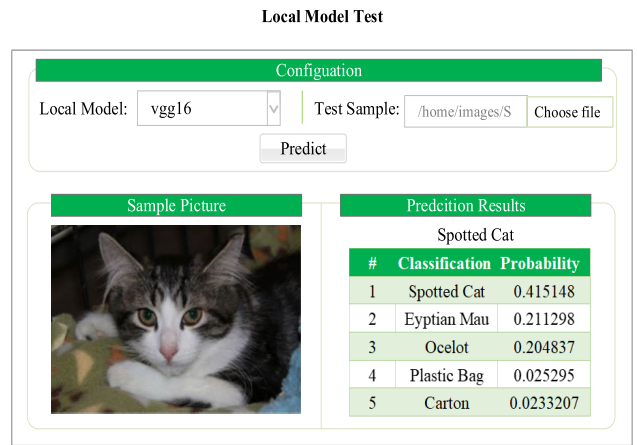 Local Model Test
Configuation
Local Model: vgg16 Test Sample: /home/images/S Choose file
Predict
Sample Picture
Predcition Results
Spotted Cat
# Classification Probability
1 Spotted Cat 0.415148
2 Eyptian Mau 0.211298
3 Ocelot 0.204837
4 Plastic Bag 0.025295
5 Carton 0.0233207